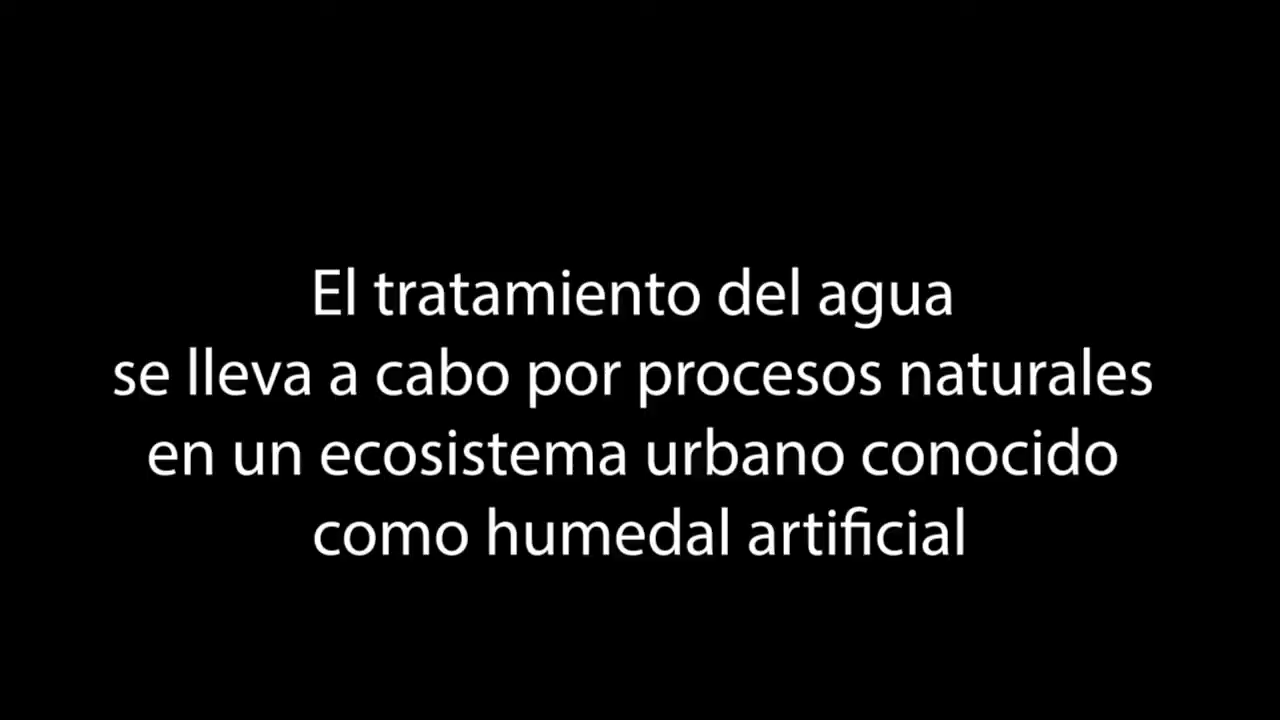 El tratamiento del agua
se lleva a cabo por procesos naturales
en un ecosistema urbano conocido
como humedal artificial